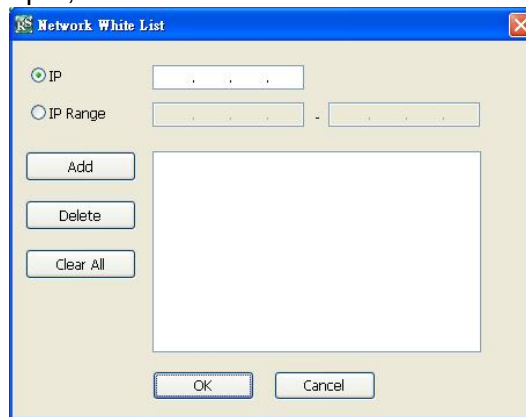 Network White List
IP
. . .
IP Range
. . . - . . .
Add
Delete
Clear All
OK
Cancel